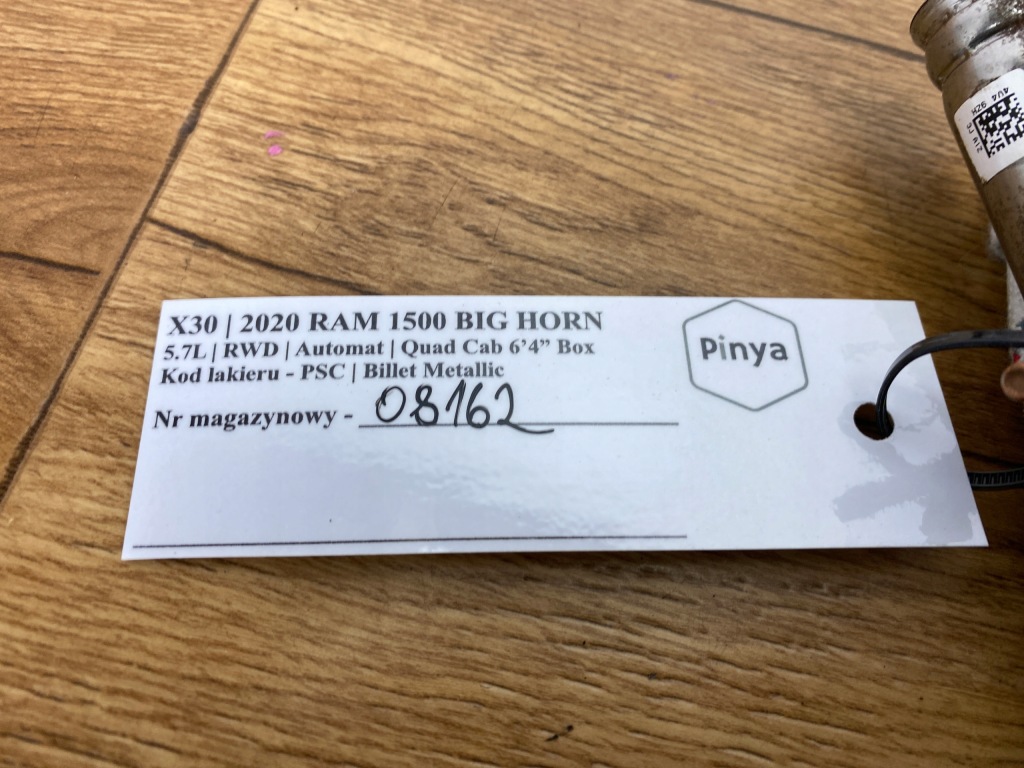 X30 | 2020 RAM 1500 BIG HORN
5.7L | RWD | Automat | Quad Cab 6’4” Box
Kod lakieru - PSC | Billet Metallic
Nr magazynowy - 08162
Pinya